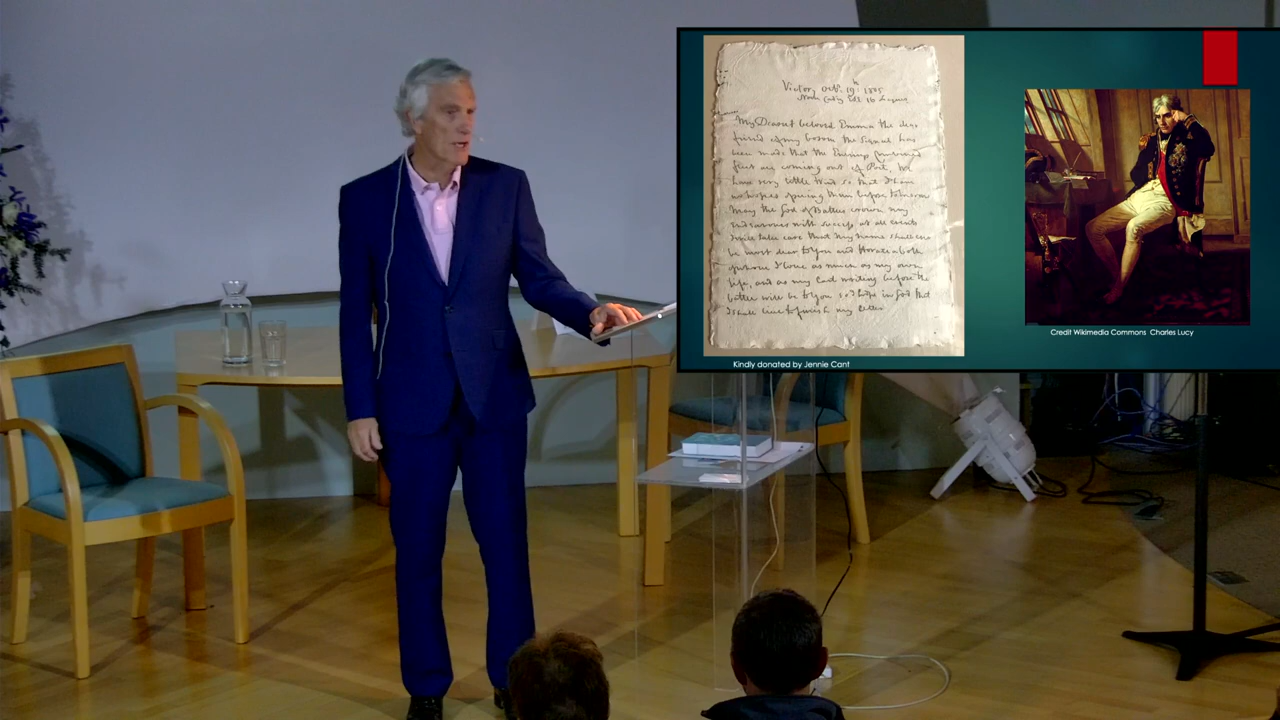 Victory Octr. 19th 1805
Noon Cadiz ESE 16 Leagues
My Dearest beloved Emma the dear
friend of my bosom the signal has
been made that the Enemys Combined
fleet are coming out of Port, We
have very little Wind so that I have
no hopes of seeing them before tomorrow
May the God of Battles crown my
endeavours with success at all events
I will take care that my name shall ever
be most dear to you and Horatia both
of whom I love as much as my own
life, and as my last writing before the
battle will be to you so I hope in God that
I shall live to finish my letter
Kindly donated by Jennie Cant
Credit Wikimedia Commons Charles Lucy